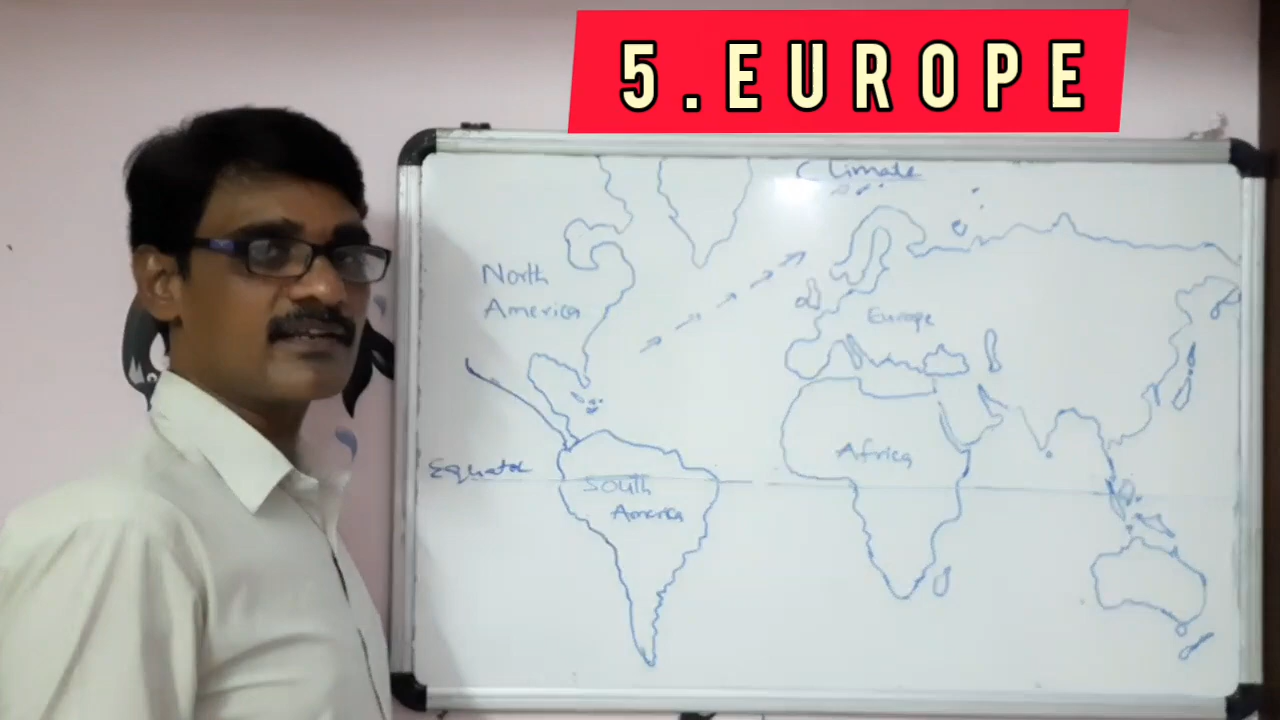 5.EUROPE
Climate
North
America
Europe
Africa
Equator
South
America